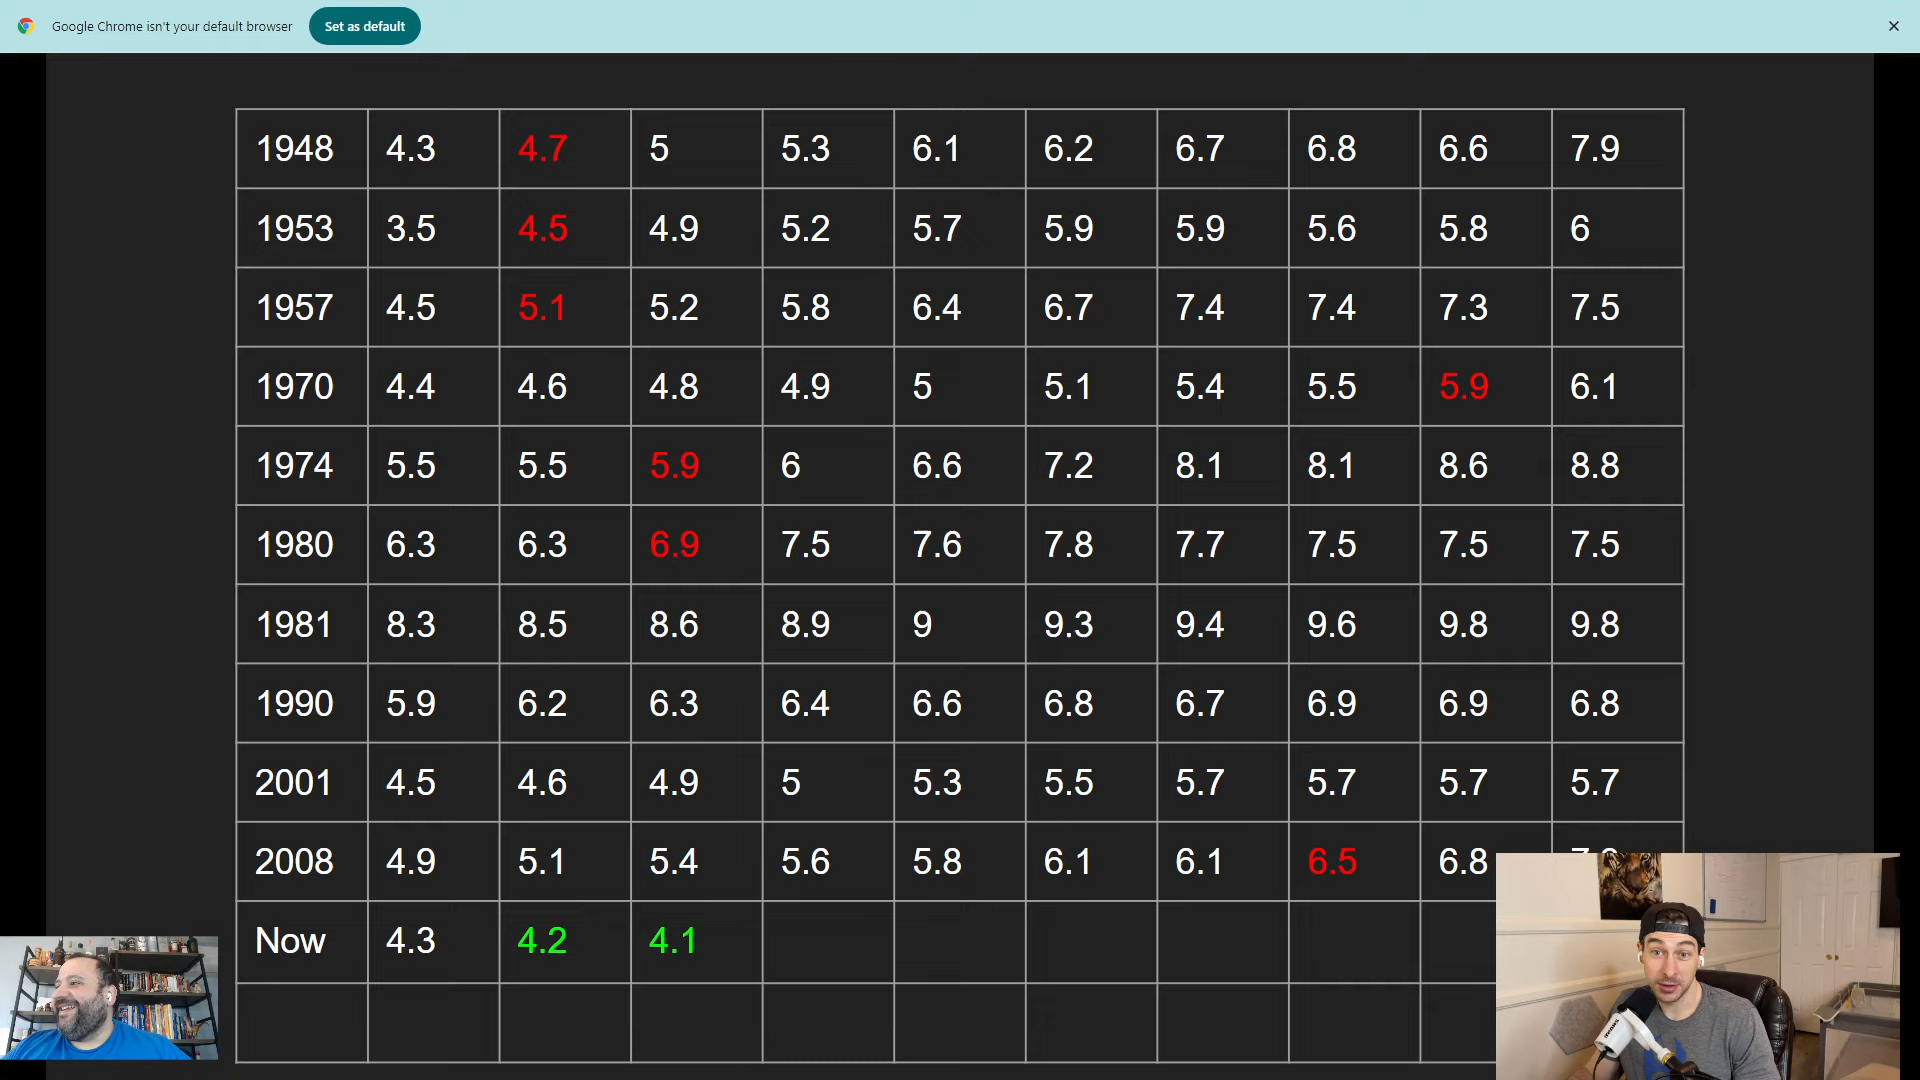 Google Chrome isn't your default browser Set as default
1948 4.3 4.7 5 5.3 6.1 6.2 6.7 6.8 6.6 7.9
1953 3.5 4.5 4.9 5.2 5.7 5.9 5.9 5.6 5.8 6
1957 4.5 5.1 5.2 5.8 6.4 6.7 7.4 7.4 7.3 7.5
1970 4.4 4.6 4.8 4.9 5 5.1 5.4 5.5 5.9 6.1
1974 5.5 5.5 5.9 6 6.6 7.2 8.1 8.1 8.6 8.8
1980 6.3 6.3 6.9 7.5 7.6 7.8 7.7 7.5 7.5 7.5
1981 8.3 8.5 8.6 8.9 9 9.3 9.4 9.6 9.8 9.8
1990 5.9 6.2 6.3 6.4 6.6 6.8 6.7 6.9 6.9 6.8
2001 4.5 4.6 4.9 5 5.3 5.5 5.7 5.7 5.7 5.7
2008 4.9 5.1 5.4 5.6 5.8 6.1 6.1 6.5 6.8
Now 4.3 4.2 4.1